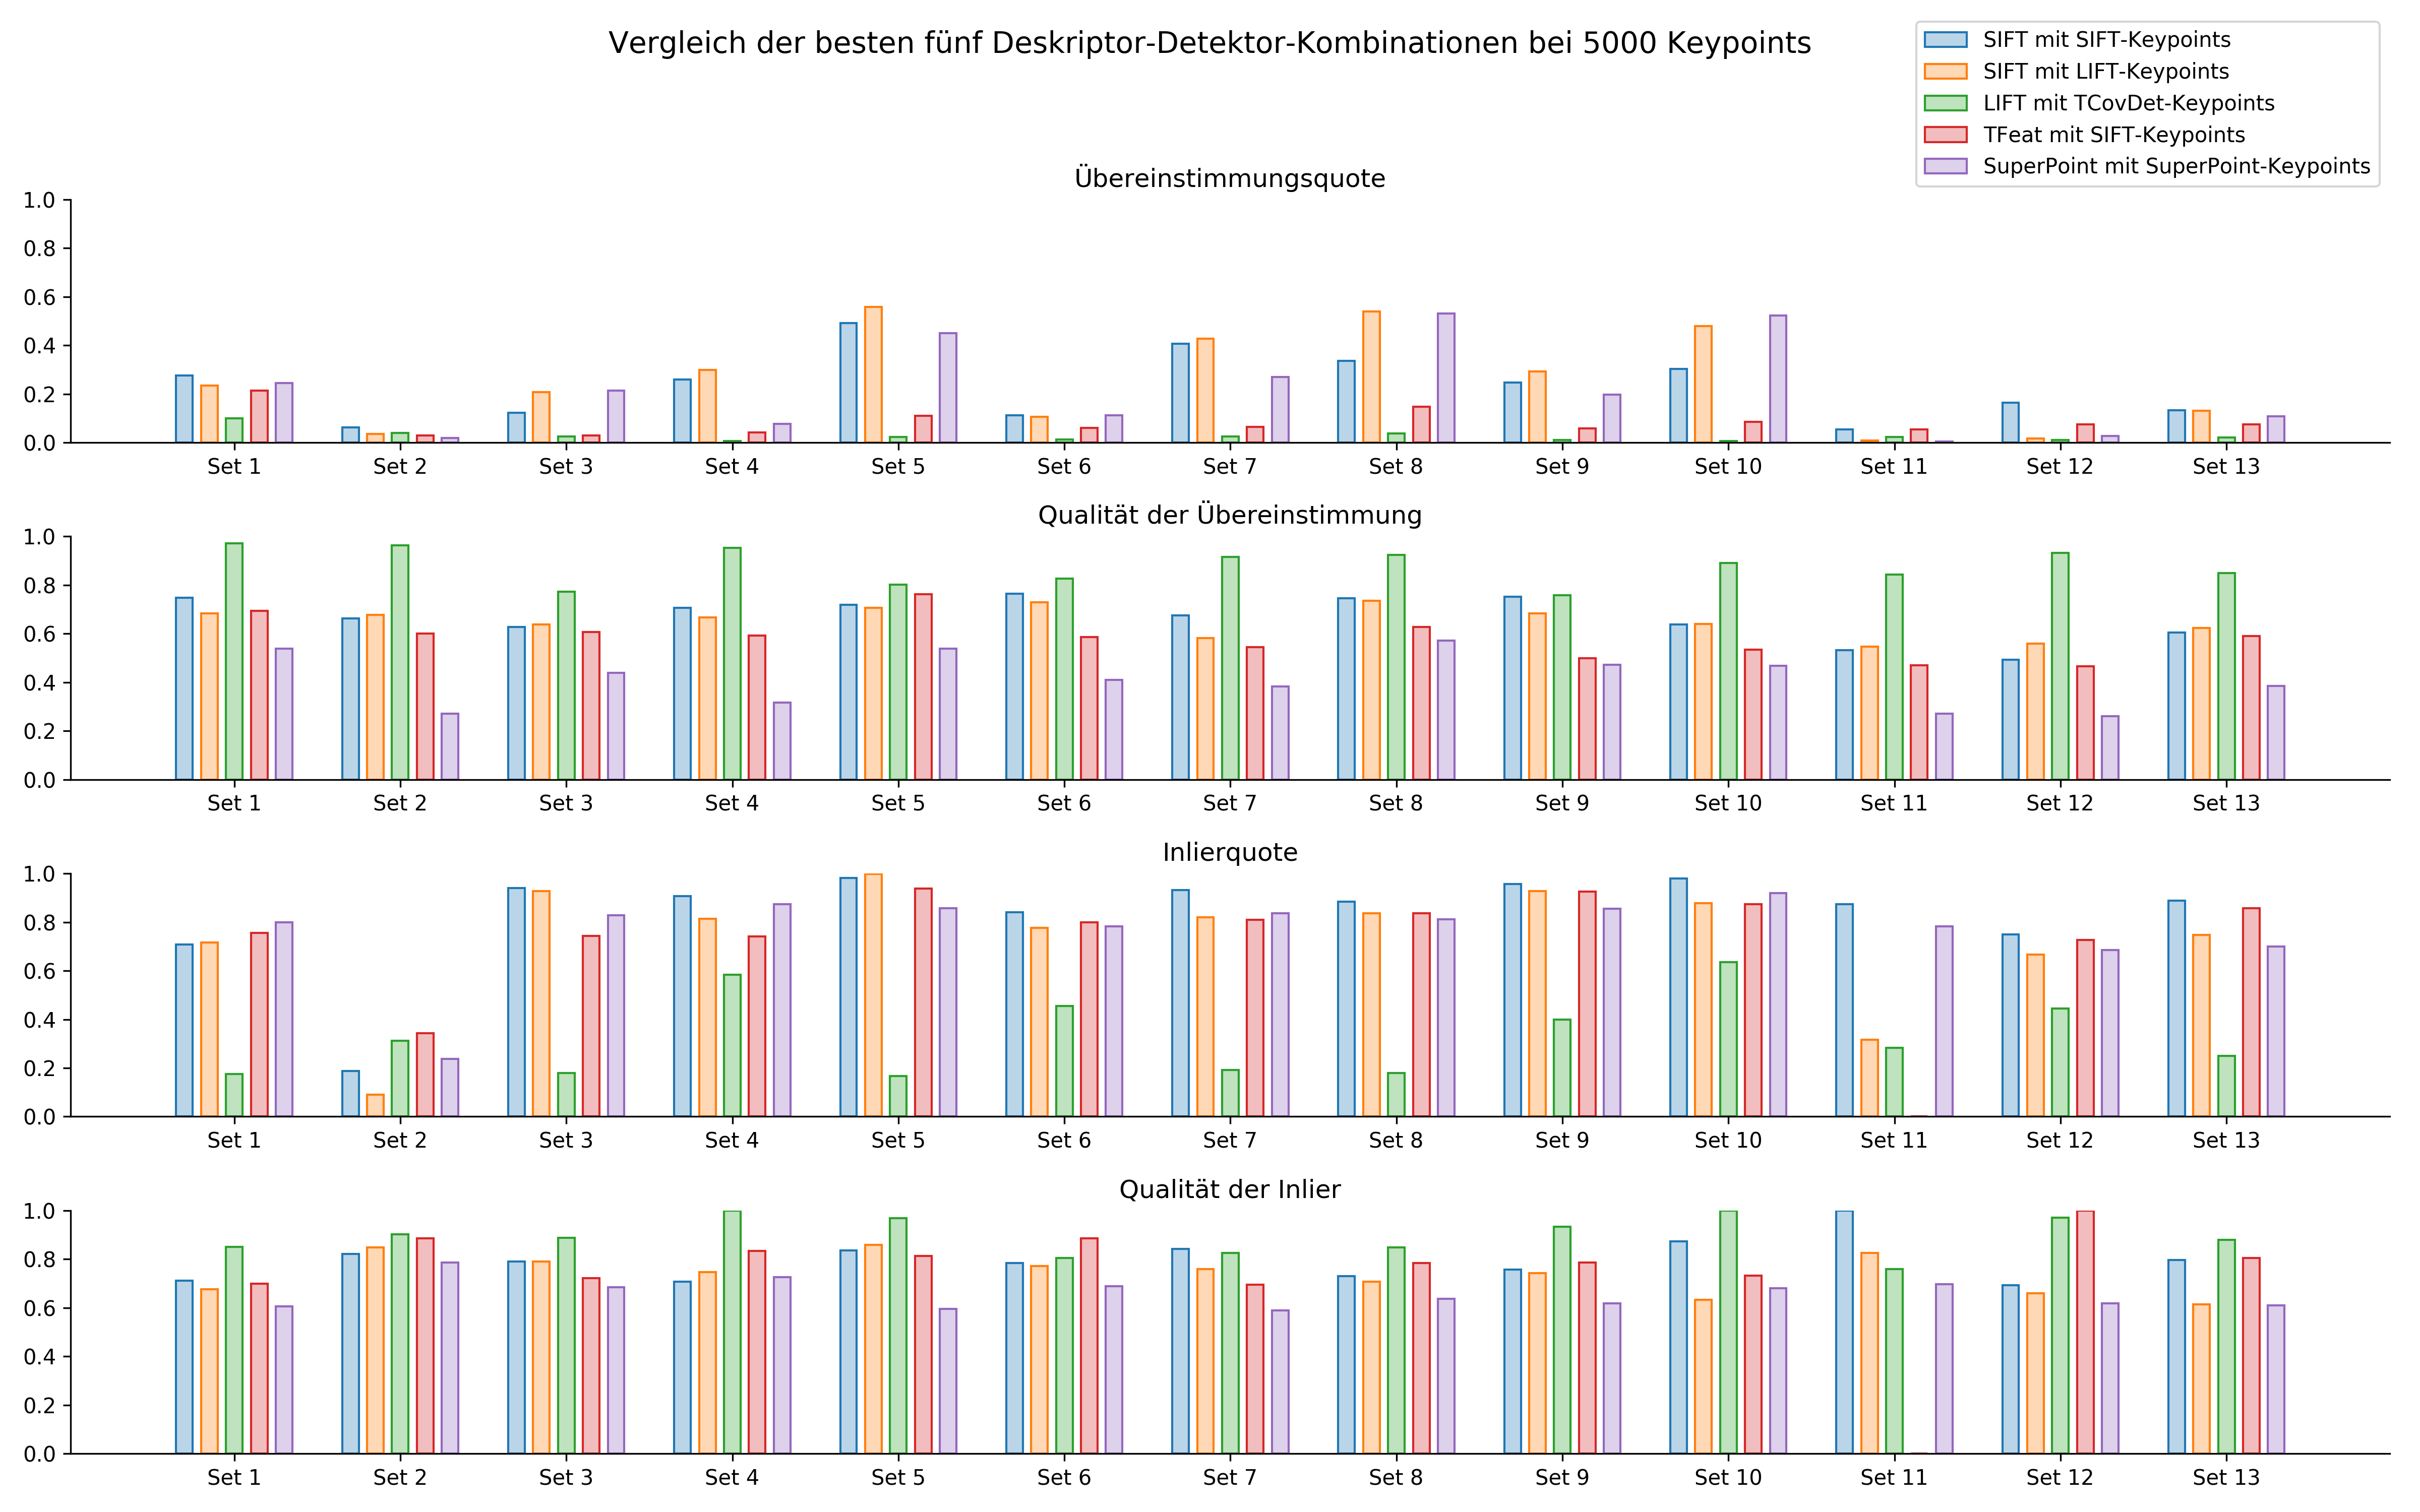 Vergleich der besten fünf Deskriptor-Detektor-Kombinationen bei 5000 Keypoints
SIFT mit SIFT-Keypoints
SIFT mit LIFT-Keypoints
LIFT mit TCovDet-Keypoints
TFeat mit SIFT-Keypoints
SuperPoint mit SuperPoint-Keypoints
Übereinstimmungsquote
1.0
0.8
0.6
0.4
0.2
0.0
Set 1 Set 2 Set 3 Set 4 Set 5 Set 6 Set 7 Set 8 Set 9 Set 10 Set 11 Set 12 Set 13
Qualität der Übereinstimmung
1.0
0.8
0.6
0.4
0.2
0.0
Set 1 Set 2 Set 3 Set 4 Set 5 Set 6 Set 7 Set 8 Set 9 Set 10 Set 11 Set 12 Set 13
Inlierquote
1.0
0.8
0.6
0.4
0.2
0.0
Set 1 Set 2 Set 3 Set 4 Set 5 Set 6 Set 7 Set 8 Set 9 Set 10 Set 11 Set 12 Set 13
Qualität der Inlier
1.0
0.8
0.6
0.4
0.2
0.0
Set 1 Set 2 Set 3 Set 4 Set 5 Set 6 Set 7 Set 8 Set 9 Set 10 Set 11 Set 12 Set 13